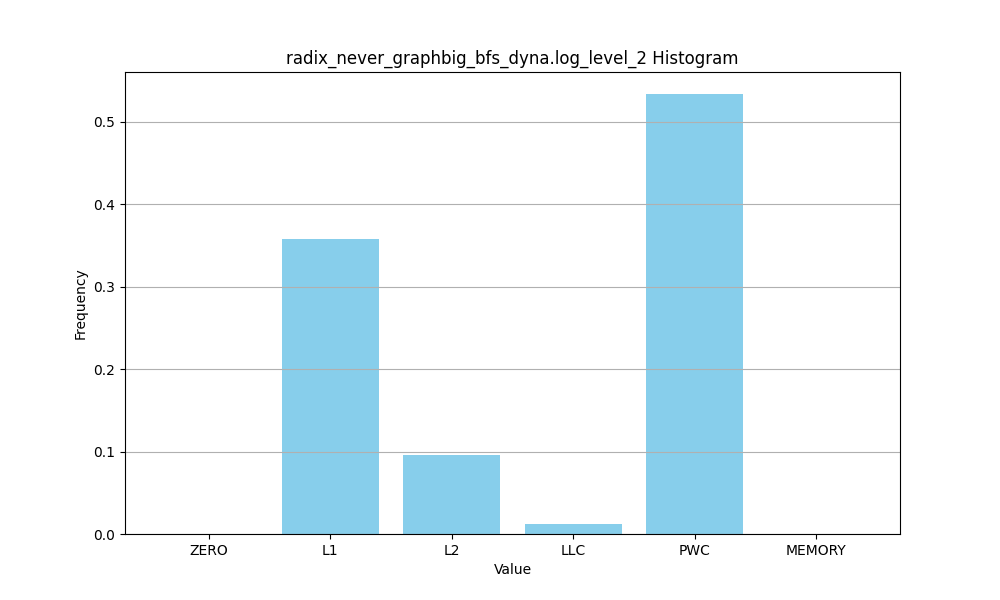 radix_never_graphbig_bfs_dyna.log_level_2 Histogram
Frequency
0.5
0.4
0.3
0.2
0.1
0.0
ZERO L1 L2 LLC PWC MEMORY
Value